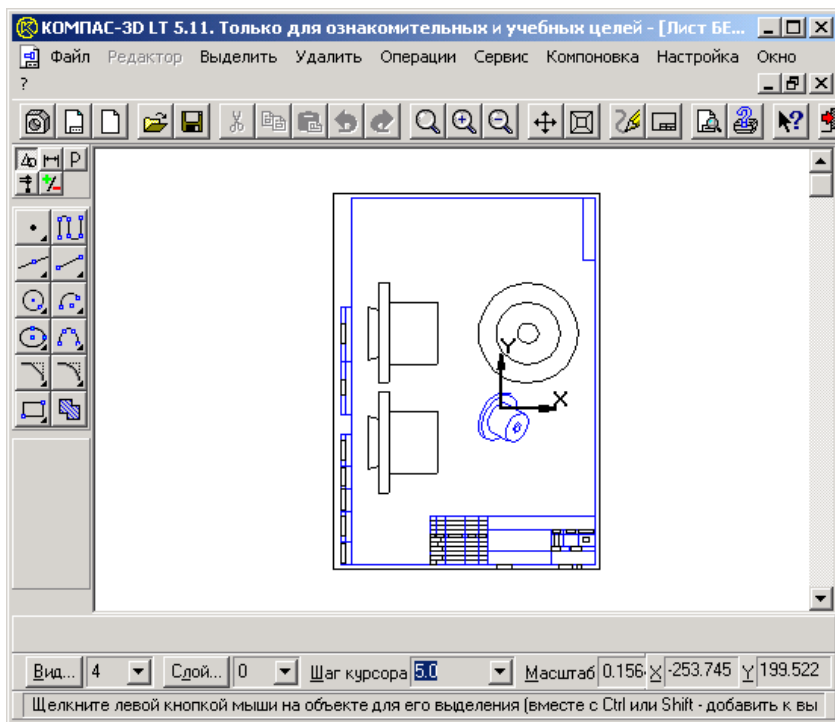 КОМПАС-3D LT 5.11. Только для ознакомительных и учебных целей - [Лист БЕ...
Файл Редактор Выделить Удалить Операции Сервис Компоновка Настройка Окно
?
P
Y
X
Вид... 4 Слой... 0 Шаг курсора 5.0 Масштаб 0.156 X -253.745 Y 199.522
Щелкните левой кнопкой мыши на объекте для его выделения (вместе с Ctrl или Shift - добавить к вы